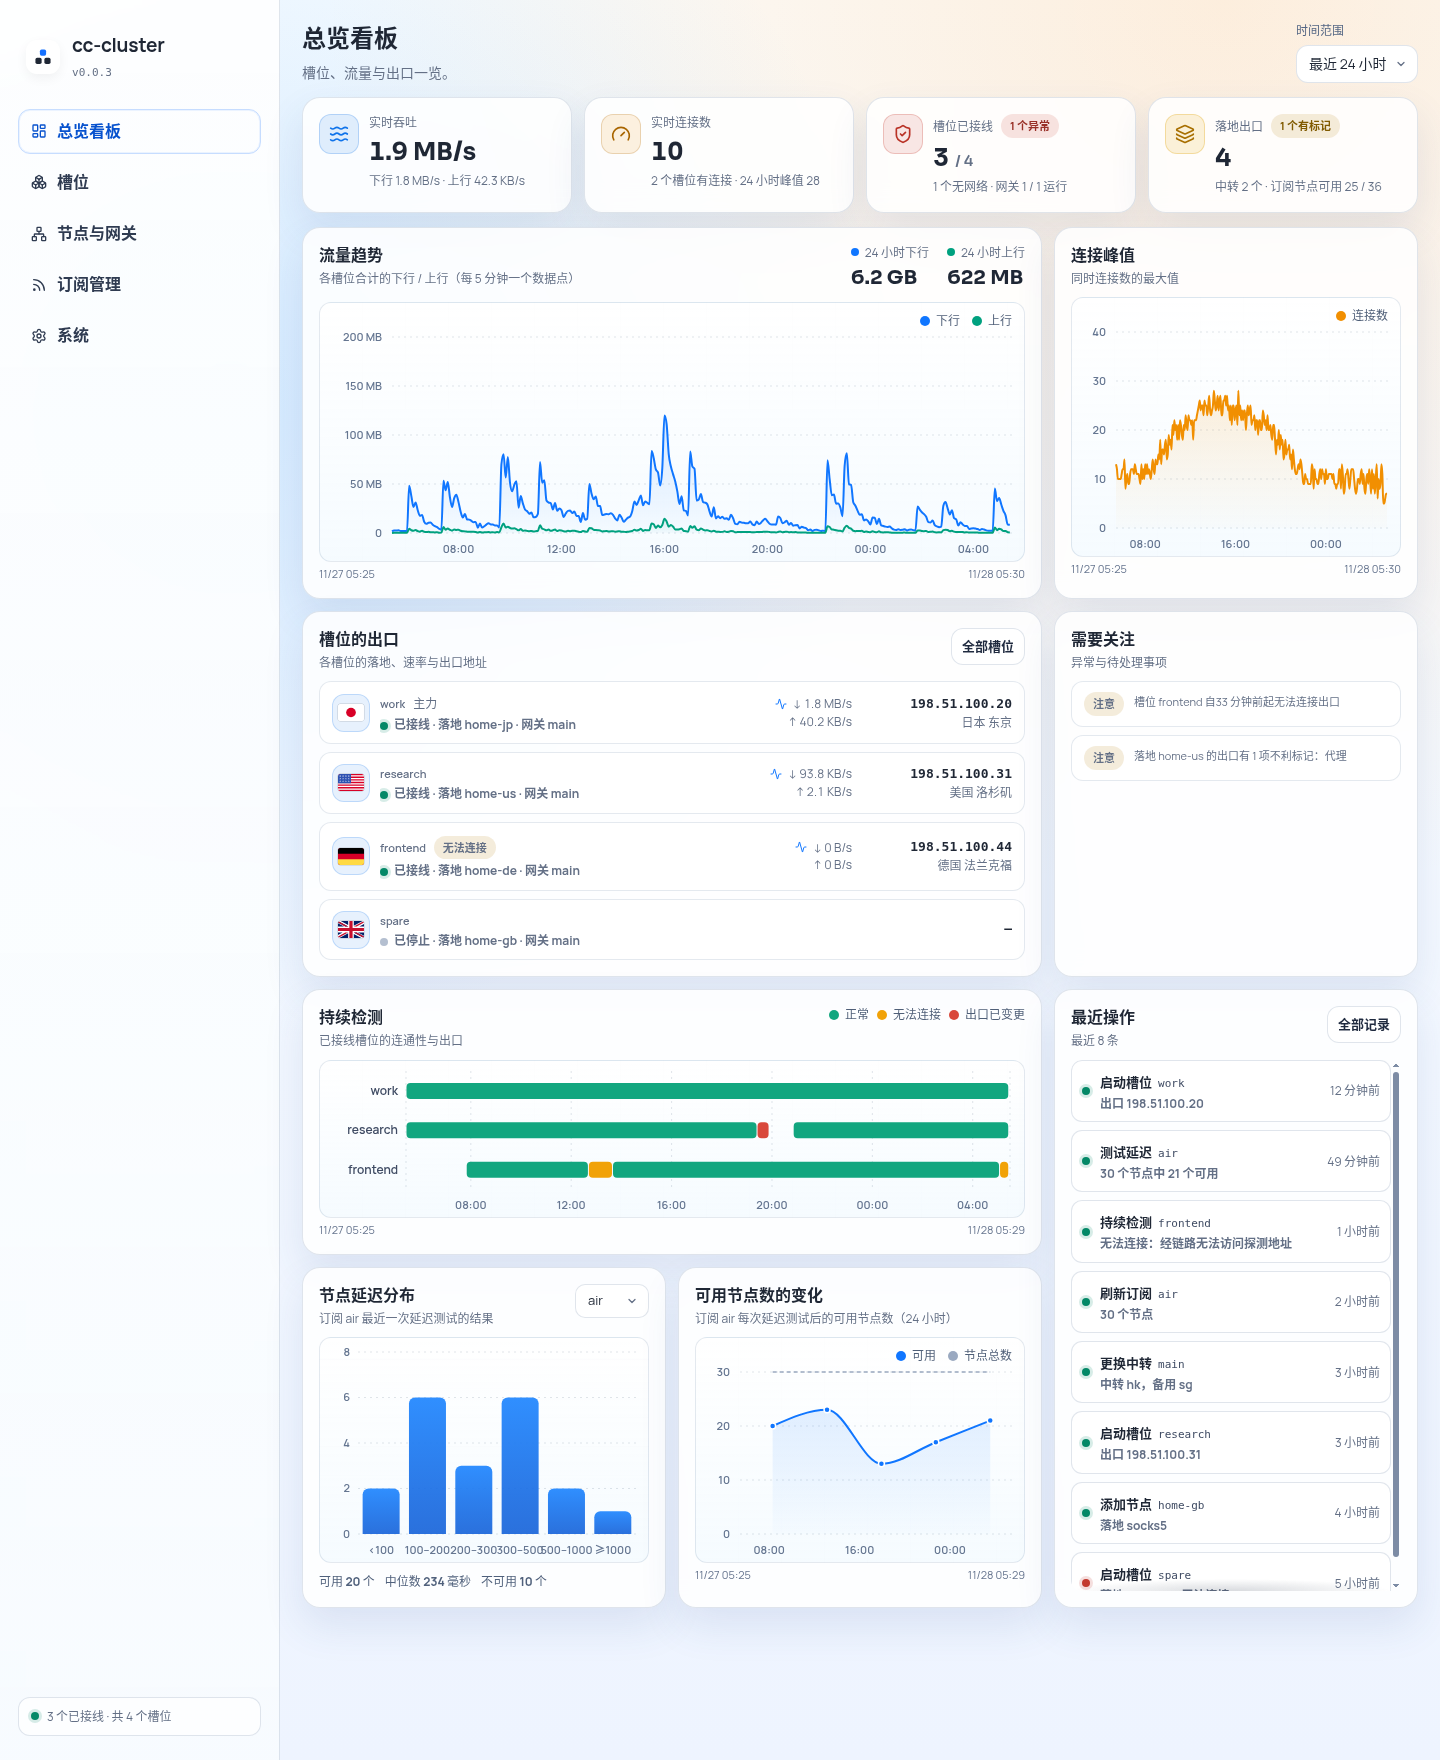 cc-cluster
v0.0.3
总览看板
槽位
节点与网关
订阅管理
系统
3 个已接线 · 共 4 个槽位
总览看板
槽位、流量与出口一览。
时间范围
最近 24 小时
实时吞吐
1.9 MB/s
下行 1.8 MB/s · 上行 42.3 KB/s
实时连接数
10
2 个槽位有连接 · 24 小时峰值 28
槽位已接线 1 个异常
3 / 4
1 个无网络 · 网关 1 / 1 运行
落地出口 1 个有标记
4
中转 2 个 · 订阅节点可用 25 / 36
流量趋势
各槽位合计的下行 / 上行（每 5 分钟一个数据点）
24 小时下行
6.2 GB
24 小时上行
622 MB
下行 上行
200 MB
150 MB
100 MB
50 MB
0
08:00 12:00 16:00 20:00 00:00 04:00
11/27 05:25 11/28 05:30
连接峰值
同时连接数的最大值
连接数
40
30
20
10
0
08:00 16:00 00:00
11/27 05:25 11/28 05:30
槽位的出口
各槽位的落地、速率与出口地址
全部槽位
work 主力
已接线 · 落地 home-jp · 网关 main
↓ 1.8 MB/s
↑ 40.2 KB/s
198.51.100.20
日本 东京
research
已接线 · 落地 home-us · 网关 main
↓ 93.8 KB/s
↑ 2.1 KB/s
198.51.100.31
美国 洛杉矶
frontend 无法连接
已接线 · 落地 home-de · 网关 main
↓ 0 B/s
↑ 0 B/s
198.51.100.44
德国 法兰克福
spare
已停止 · 落地 home-gb · 网关 main
–
需要关注
异常与待处理事项
注意 槽位 frontend 自33 分钟前起无法连接出口
注意 落地 home-us 的出口有 1 项不利标记：代理
持续检测
已接线槽位的连通性与出口
正常 无法连接 出口已变更
work
research
frontend
08:00 12:00 16:00 20:00 00:00 04:00
11/27 05:25 11/28 05:29
最近操作
最近 8 条
全部记录
启动槽位 work
出口 198.51.100.20
12 分钟前
测试延迟 air
30 个节点中 21 个可用
49 分钟前
持续检测 frontend
无法连接：经链路无法访问探测地址
1 小时前
刷新订阅 air
30 个节点
2 小时前
更换中转 main
中转 hk，备用 sg
3 小时前
启动槽位 research
出口 198.51.100.31
3 小时前
添加节点 home-gb
落地 socks5
4 小时前
启动槽位 spare
5 小时前
节点延迟分布
订阅 air 最近一次延迟测试的结果
air
8
6
4
2
0
<100 100-200 200-300 300-500 500-1000 ≥1000
可用 20 个 中位数 234 毫秒 不可用 10 个
可用节点数的变化
订阅 air 每次延迟测试后的可用节点数（24 小时）
可用 节点总数
30
20
10
0
08:00 16:00 00:00
11/27 05:25 11/28 05:29